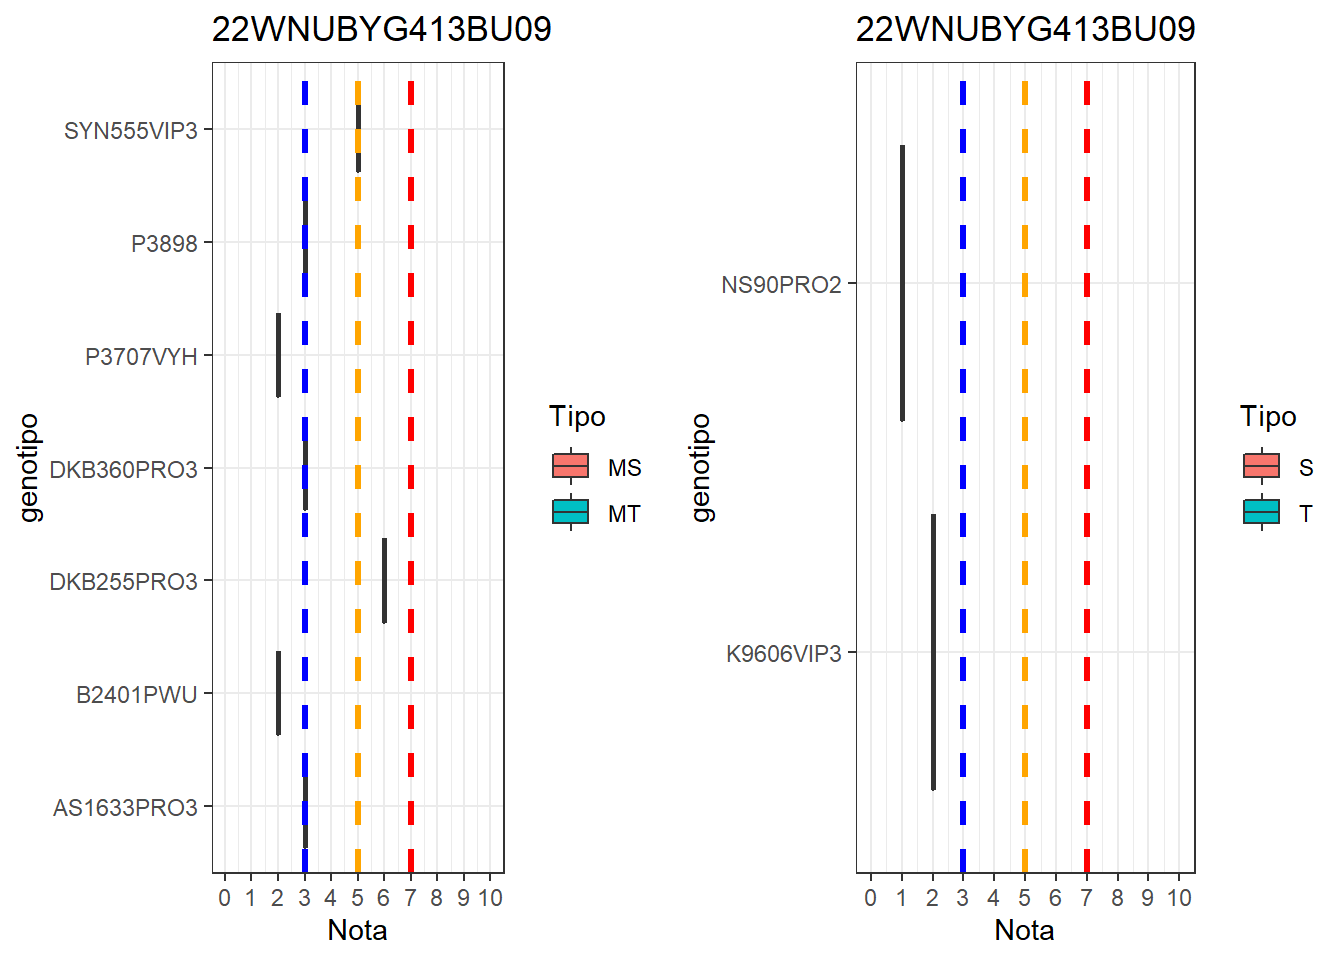 22WNUBYG413BU09
SYN555VIP3
P3898
P3707VYH
DKB360PRO3
DKB255PRO3
B2401PWU
AS1633PRO3
genotipo
0 1 2 3 4 5 6 7 8 9 10
Nota
Tipo
MS
MT
22WNUBYG413BU09
NS90PRO2
K9606VIP3
genotipo
0 1 2 3 4 5 6 7 8 9 10
Nota
Tipo
S
T